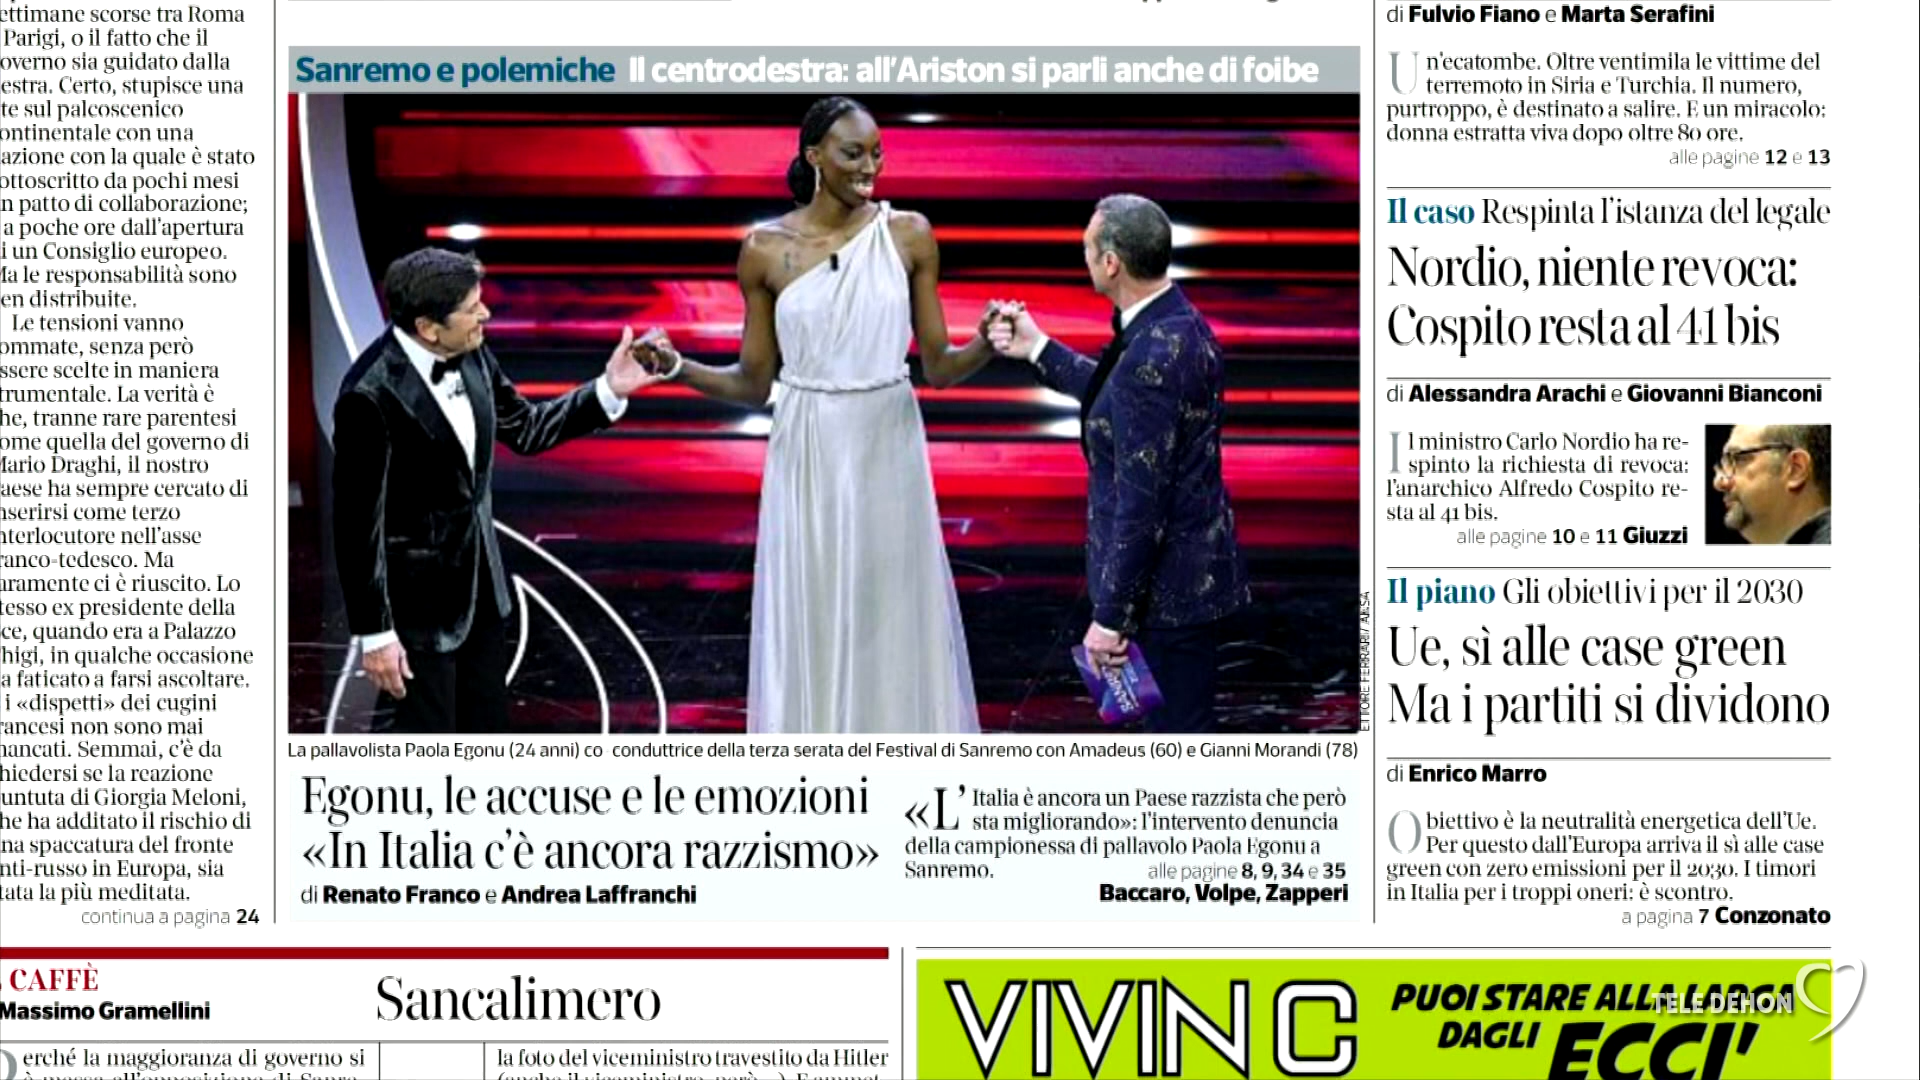 ettimane scorse tra Roma
Parigi, o il fatto che il
overno sia guidato dalla
estra. Certo, stupisce una
te sul palcoscenico
ontinentale con una
azione con la quale è stato
ottoscritto da pochi mesi
n patto di collaborazione;
a poche ore dall'apertura
i un Consiglio europeo.
Ma le responsabilità sono
en distribuite.
Le tensioni vanno
ommate, senza però
ssere scelte in maniera
trumentale. La verità è
he, tranne rare parentesi
ome quella del governo di
Mario Draghi, il nostro
aese ha sempre cercato di
nserirsi come terzo
nterlocutore nell'asse
ranco-tedesco. Ma
aramente ci è riuscito. Lo
tesso ex presidente della
ce, quando era a Palazzo
higi, in qualche occasione
a faticato a farsi ascoltare.
i «dispetti» dei cugini
rancesi non sono mai
mancati. Semmai, c'è da
hiedersi se la reazione
untuta di Giorgia Meloni,
he ha additato il rischio di
na spaccatura del fronte
nti-russo in Europa, sia
tata la più meditata.
continua a pagina 24
Sanremo e polemiche Il centrodestra: all'Ariston si parli anche di foibe
ETTORE FERRARI / ANSA
La pallavolista Paola Egonu (24 anni) co conduttrice della terza serata del Festival di Sanremo con Amadeus (60) e Gianni Morandi (78)
Egonu, le accuse e le emozioni
«In Italia c'è ancora razzismo»
di Renato Franco e Andrea Laffranchi
«L'Italia è ancora un Paese razzista che però
sta migliorando»: l'intervento denuncia
della campionessa di pallavolo Paola Egonu a
Sanremo. alle pagine 8, 9, 34 e 35
Baccaro, Volpe, Zapperi
di Fulvio Fiano e Marta Serafini
Un'ecatombe. Oltre ventimila le vittime del
terremoto in Siria e Turchia. Il numero,
purtroppo, è destinato a salire. E un miracolo:
donna estratta viva dopo oltre 80 ore.
alle pagine 12 e 13
Il caso Respinta l'istanza del legale
Nordio, niente revoca:
Cospito resta al 41 bis
di Alessandra Arachi e Giovanni Bianconi
Il ministro Carlo Nordio ha re-
spinto la richiesta di revoca:
l'anarchico Alfredo Cospito re-
sta al 41 bis.
alle pagine 10 e 11 Giuzzi
Il piano Gli obiettivi per il 2030
Ue, sì alle case green
Ma i partiti si dividono
di Enrico Marro
Obiettivo è la neutralità energetica dell'Ue.
Per questo dall'Europa arriva il sì alle case
green con zero emissioni per il 2030. I timori
in Italia per i troppi oneri: è scontro.
a pagina 7 Conzonato
CAFFÈ
Massimo Gramellini
Sancalimero
erché la maggioranza di governo si
la foto del viceministro travestito da Hitler
VIVIN C
PUOI STARE ALLA LARGA
DAGLI ECCI'
TELE DEHON